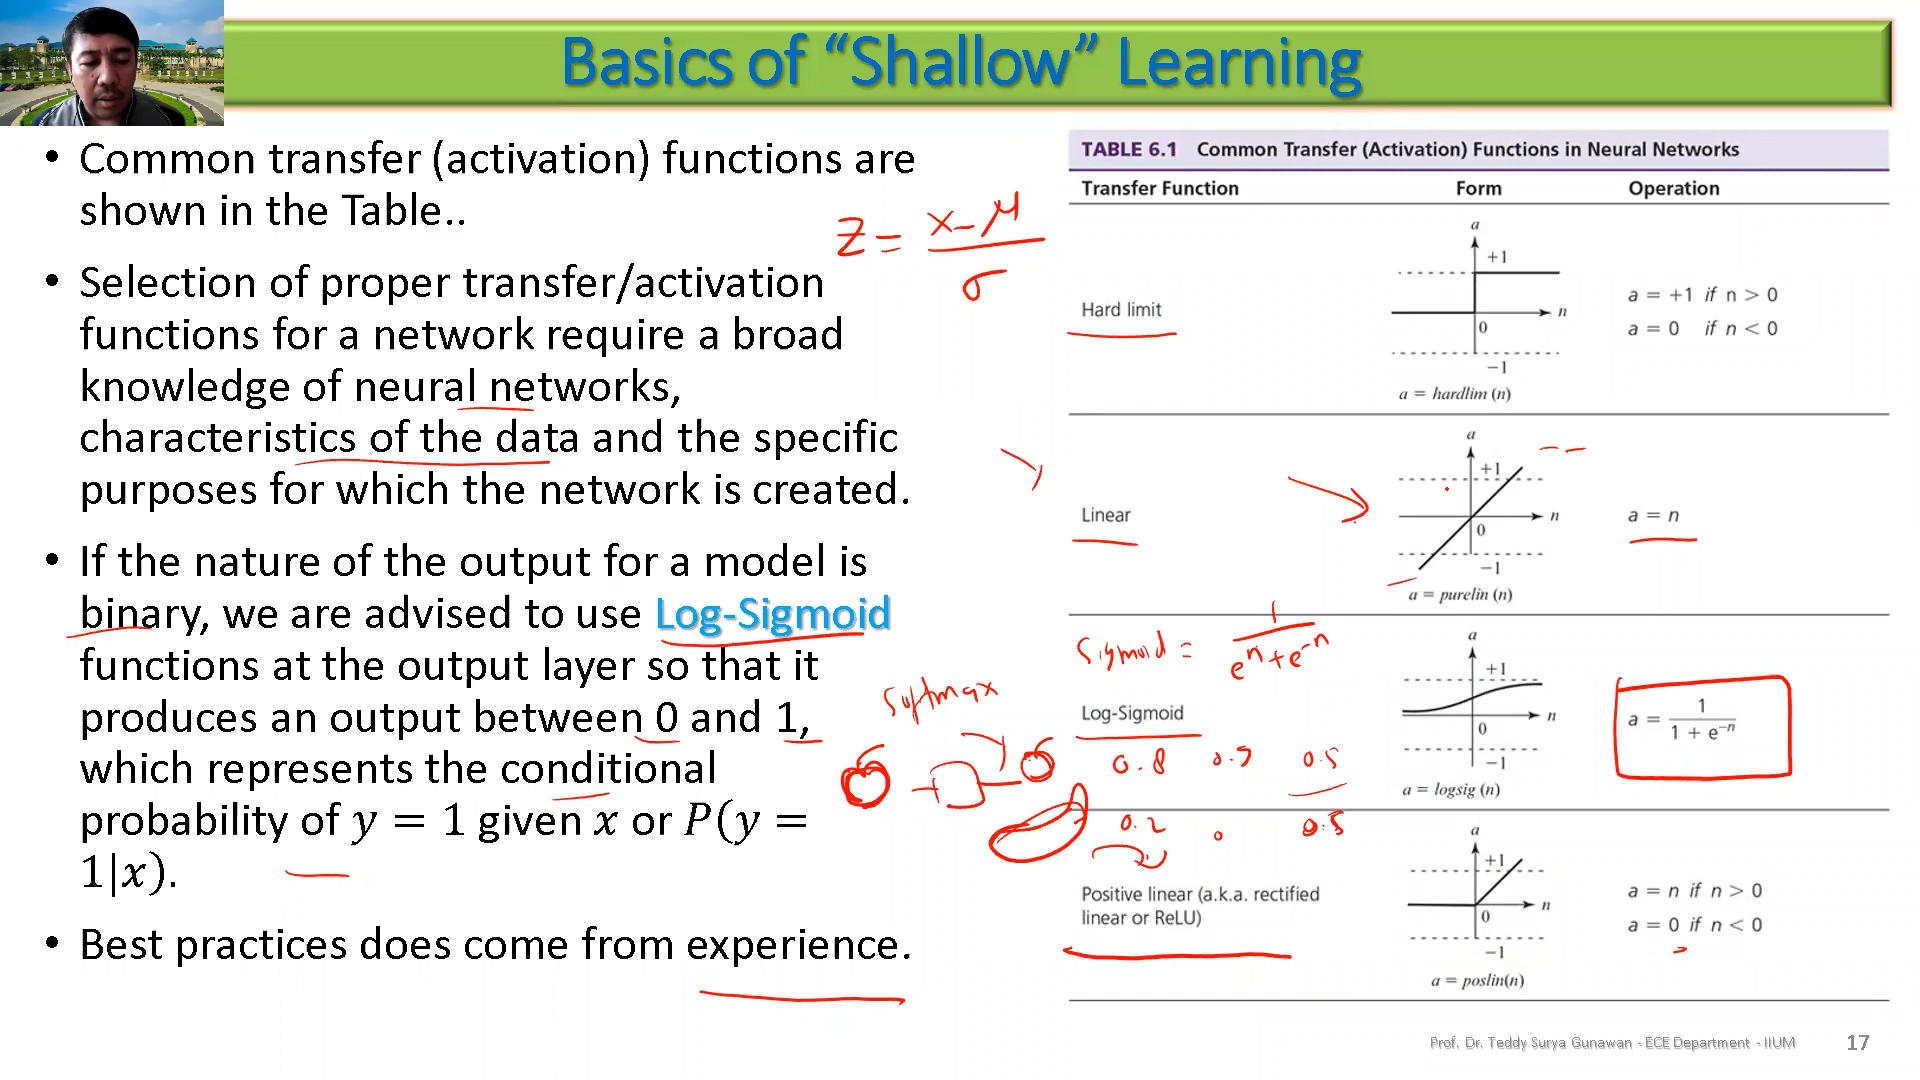 Basics of “Shallow” Learning
• Common transfer (activation) functions are
shown in the Table..
• Selection of proper transfer/activation
functions for a network require a broad
knowledge of neural networks,
characteristics of the data and the specific
purposes for which the network is created.
• If the nature of the output for a model is
binary, we are advised to use Log-Sigmoid
functions at the output layer so that it
produces an output between 0 and 1,
which represents the conditional
probability of y = 1 given x or P(y =
1|x).
• Best practices does come from experience.
z = x-μ
σ
softmax
TABLE 6.1 Common Transfer (Activation) Functions in Neural Networks
Transfer Function Form Operation
Hard limit
a
+1
n
0
-1
a = hardlim (n)
a = +1 if n > 0
a = 0 if n < 0
Linear
a
+1
n
0
-1
a = purelin (n)
a = n
Sigmoid = 1
e^n + e^-n
Log-Sigmoid
a
+1
n
0
-1
a = logsig (n)
a = 1
1 + e^-n
0.8 0.5
0.2 0 0.5
Positive linear (a.k.a. rectified
linear or ReLU)
a
+1
n
0
-1
a = poslin(n)
a = n if n > 0
a = 0 if n < 0
Prof. Dr. Teddy Surya Gunawan - ECE Department - IIUM 17